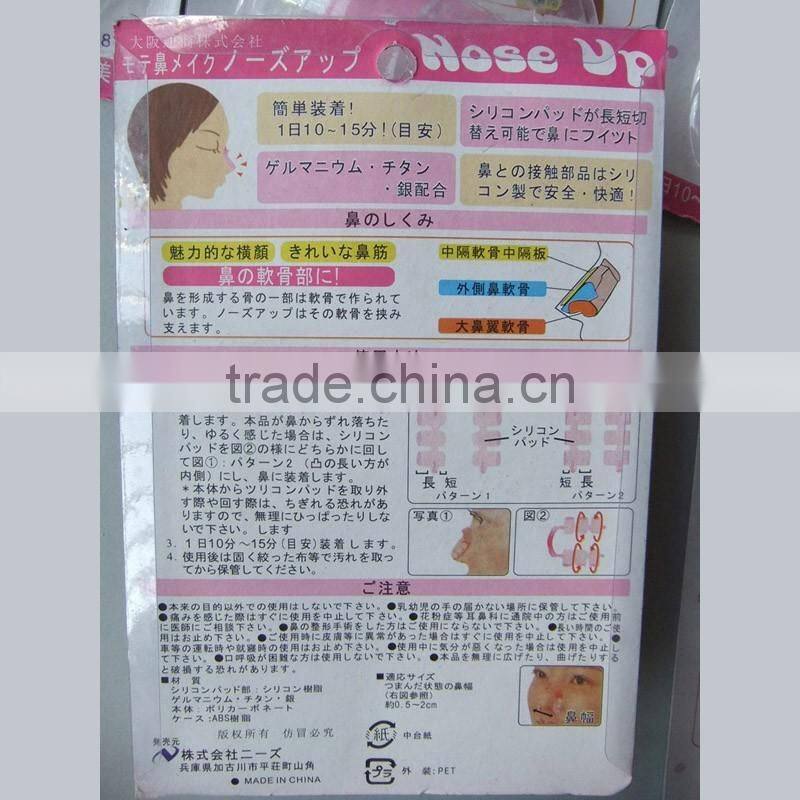 大阪
株式会社
モテ鼻メイク ノーズアップ
Nose Up
簡単装着!
1日10~15分!(目安)
シリコンパッドが長短切
替え可能で鼻にフイツト
ゲルマニウム・チタン
・銀配合
鼻との接触部品はシリ
コン製で安全・快適!
鼻のしくみ
魅力的な横顔
きれいな鼻筋
鼻の軟骨部に!
鼻を形成する骨の一部は軟骨で作られて
います。ノーズアップはその軟骨を挟み
支えます。
中隔軟骨中隔板
外側鼻軟骨
大鼻翼軟骨
trade.china.cn
着します。本品が鼻からずれ落ちた
り、ゆるく感じた場合は、シリコン
パッドを図②の様にどちらかに回し
て図①:パターン2(凸の長い方が
内側)にし、鼻に装着します。
*本体からツリコンパッドを取り外
す際や回す際は、ちぎれる恐れがあ
りますので、無理にひっぱったりしな
いで下さい。します
3. 1日10分~15分(目安)装着します。
4. 使用後は固く絞った布等で汚れを取っ
てから保管してください。
シリコン
パッド
長 短
パターン1
長 短
パターン2
写真①
図②
ご注意
●本来の目的以外での使用はしないで下さい。●乳幼児の手の届かない場所に保管して下さい。
●痛みを感じた際はすぐに使用を中止して下さい。●花粉症等耳鼻科に通院中の方はご使用前
に医師にご相談下さい。●鼻の整形手術をした方はご使用にならないで下さい。●長い時間のご使
用はお止め下さい。●ご使用時に皮膚等に異常があった場合はすぐに使用を中止して下さい。●
車等の運転時や就寝時の使用はお止め下さい。●使用中に気分が悪くなった場合は使用を中止し
て下さい。●口呼吸が困難な方は使用しないで下さい。●本品を無理に広げたり、曲げたりする
と破損する恐れがあります。
■材 質
シリコンパッド部:シリコン樹脂
ゲルマニウム・チタン・銀
本体:ポリカーボネート
ケース:ABS樹脂
■適応サイズ
つまんだ状態の鼻幅
(右図参照)
約0.5~2cm
鼻幅
版权所有 仿冒必究
発売元
株式会社ニーズ
兵庫県加古川市平荘町山角
● MADE IN CHINA
紙 中台紙
プラ 外 装:PET